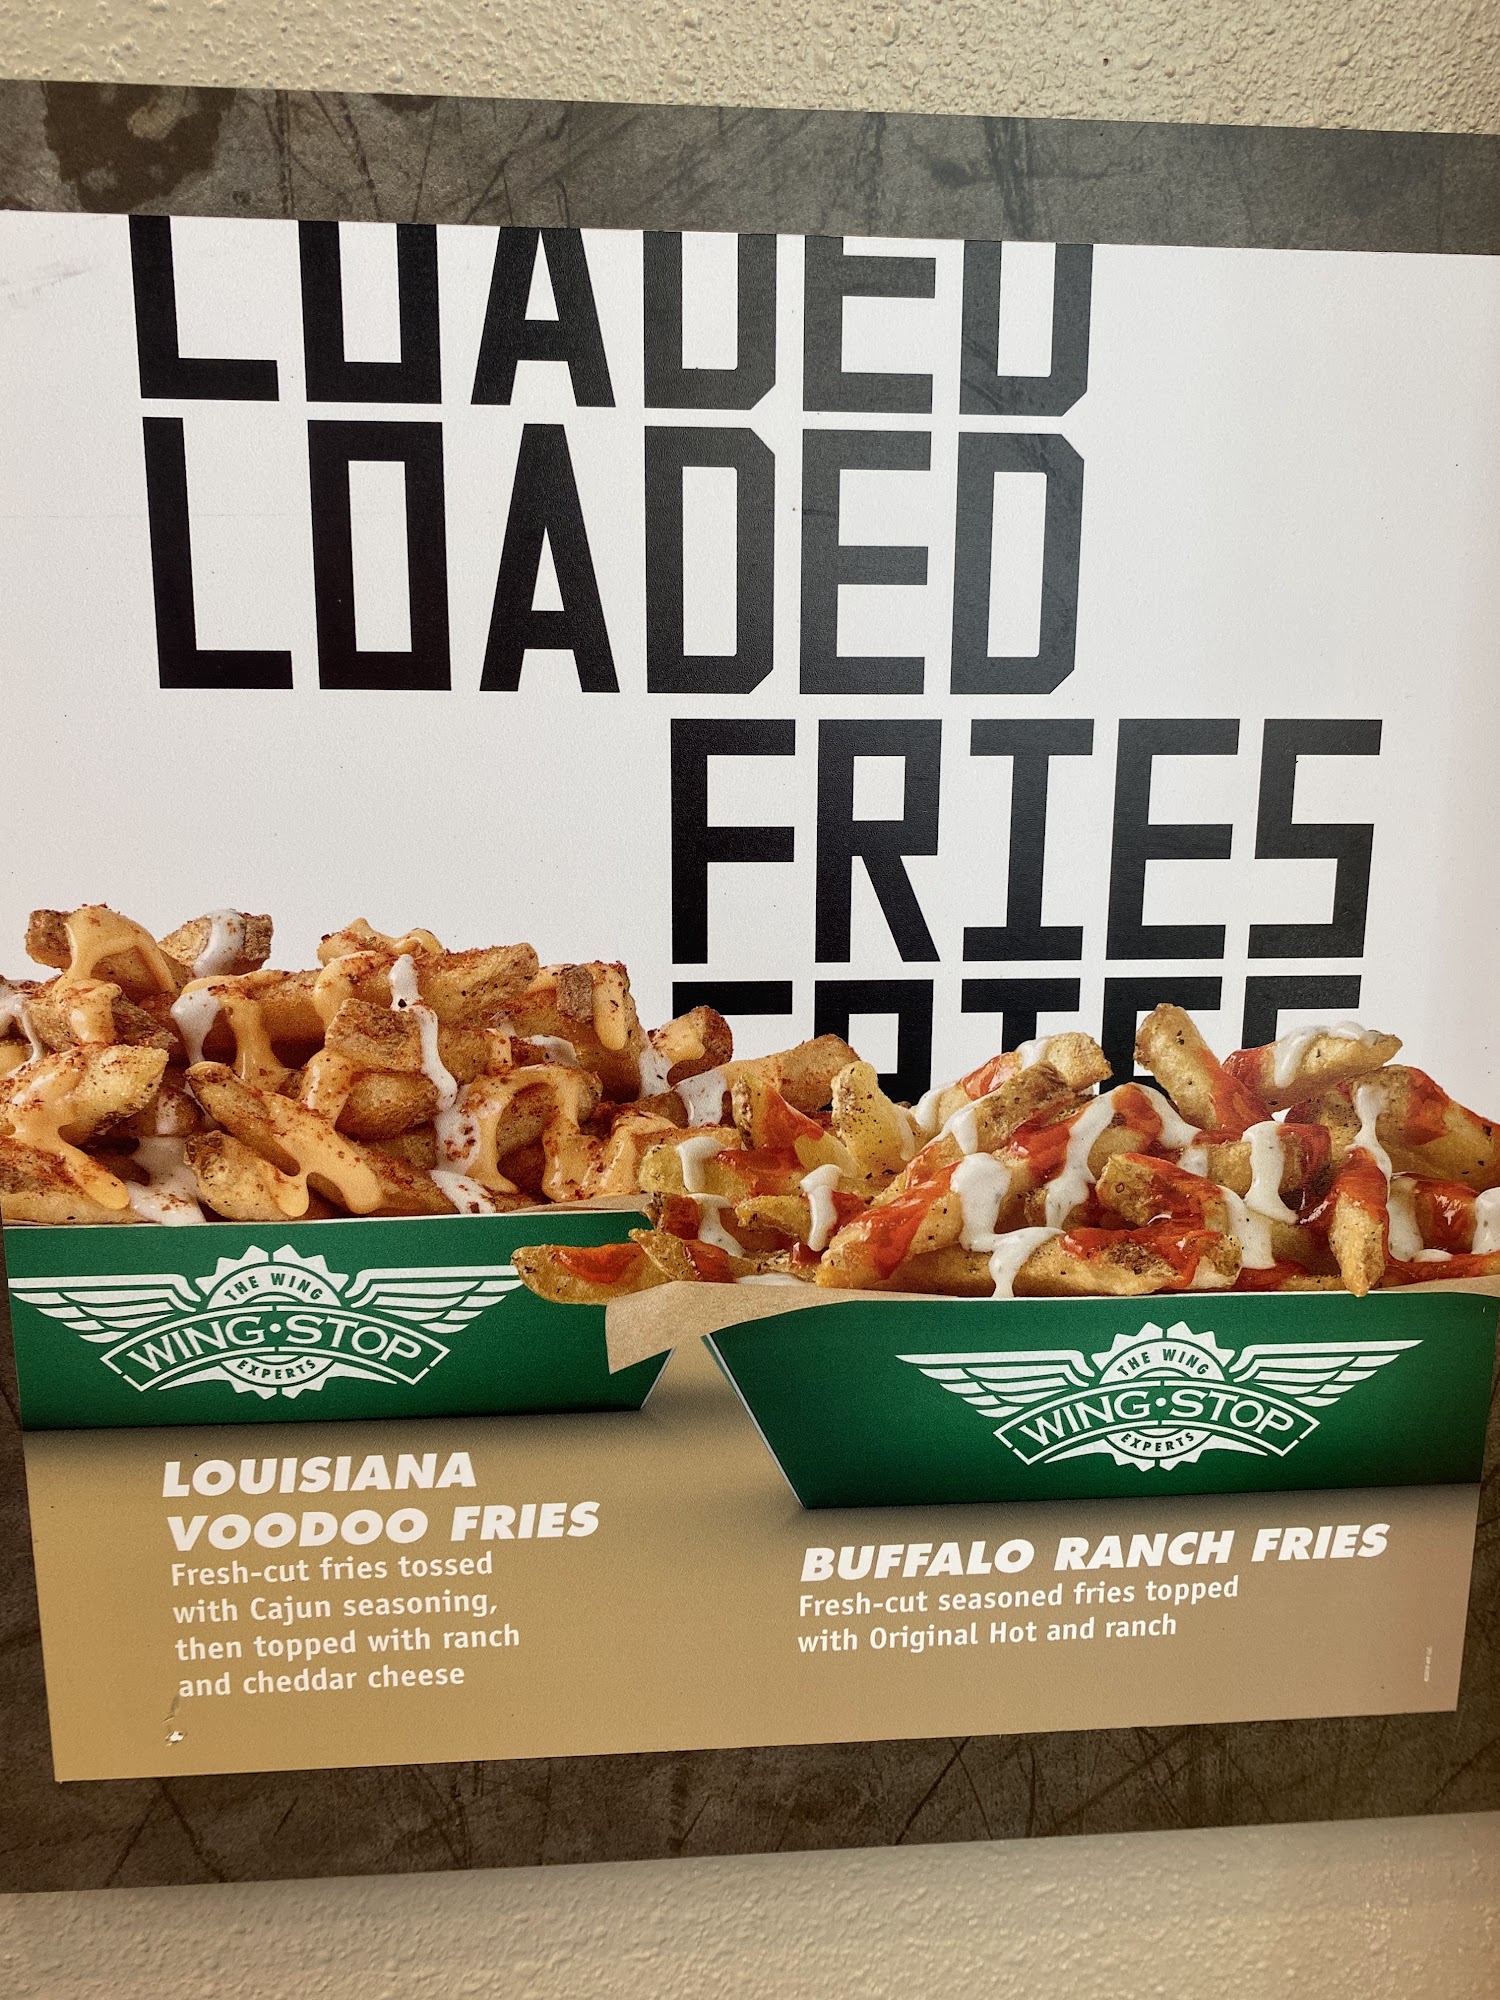 LOADED
LOADED
FRIES
FRIES
THE WING
WING·STOP
EXPERTS
THE WING
WING·STOP
EXPERTS
LOUISIANA
VOODOO FRIES
Fresh-cut fries tossed
with Cajun seasoning,
then topped with ranch
and cheddar cheese
BUFFALO RANCH FRIES
Fresh-cut seasoned fries topped
with Original Hot and ranch